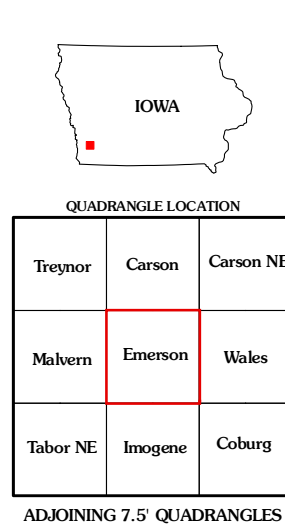 IOWA
QUADRANGLE LOCATION
Treynor Carson Carson NE
Malvern Emerson Wales
Tabor NE Imogene Coburg
ADJOINING 7.5' QUADRANGLES